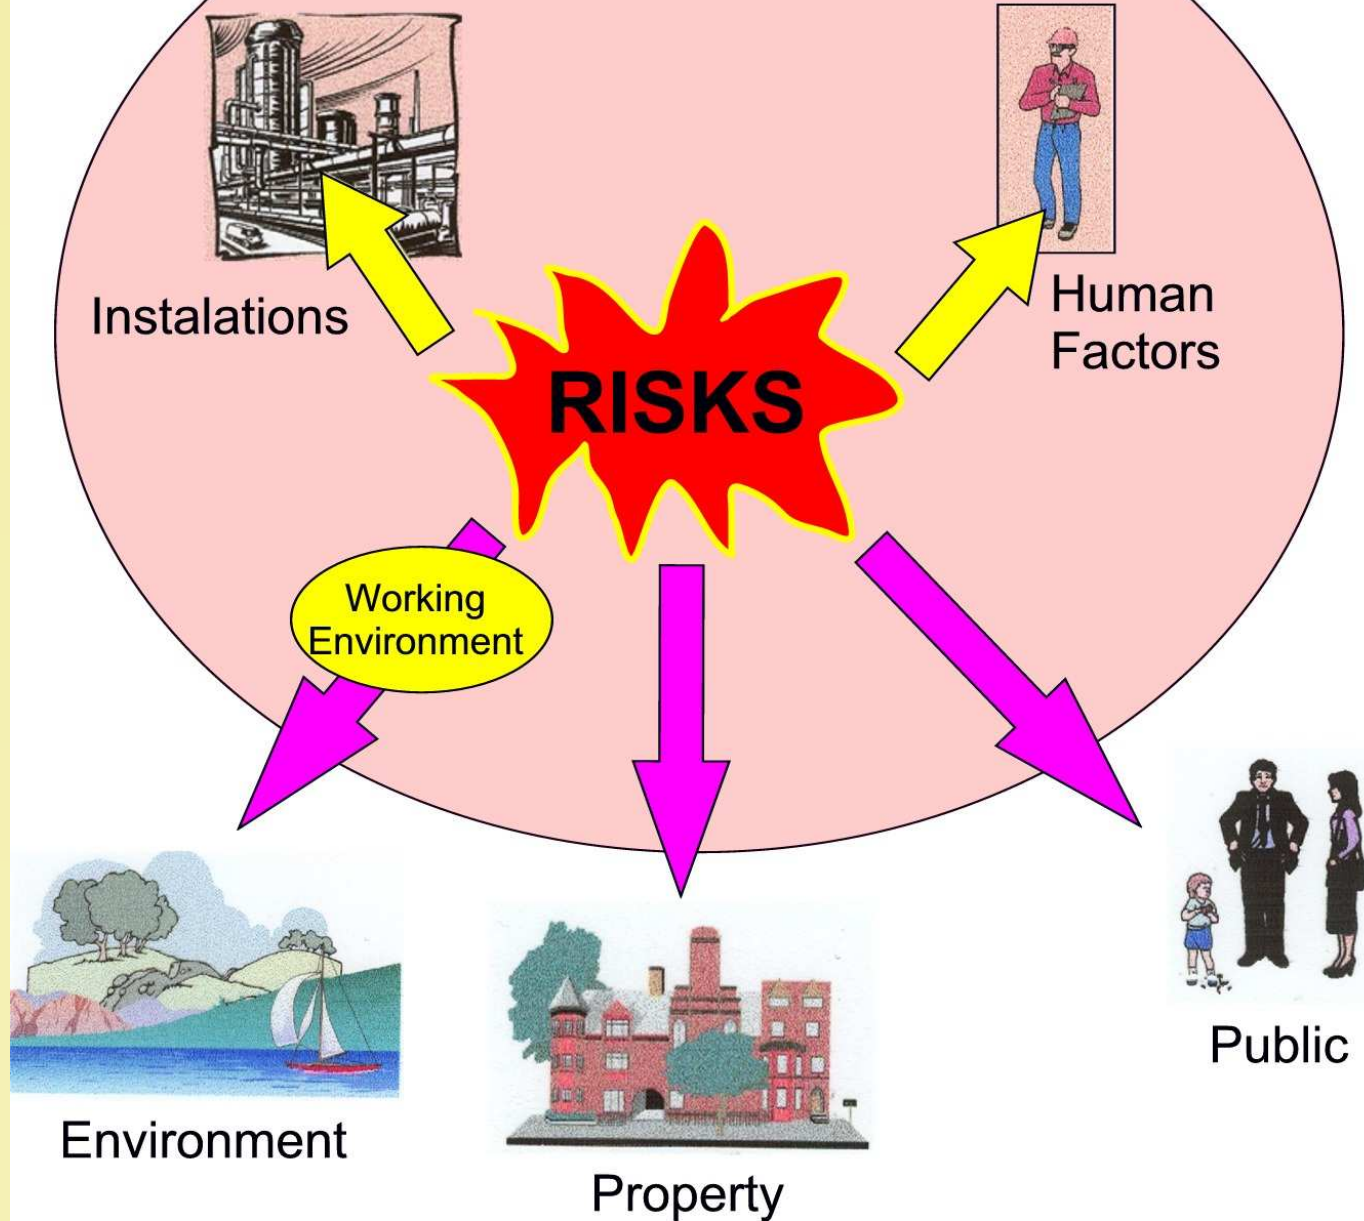 Instalations
Human
Factors
RISKS
Working
Environment
Environment
Property
Public